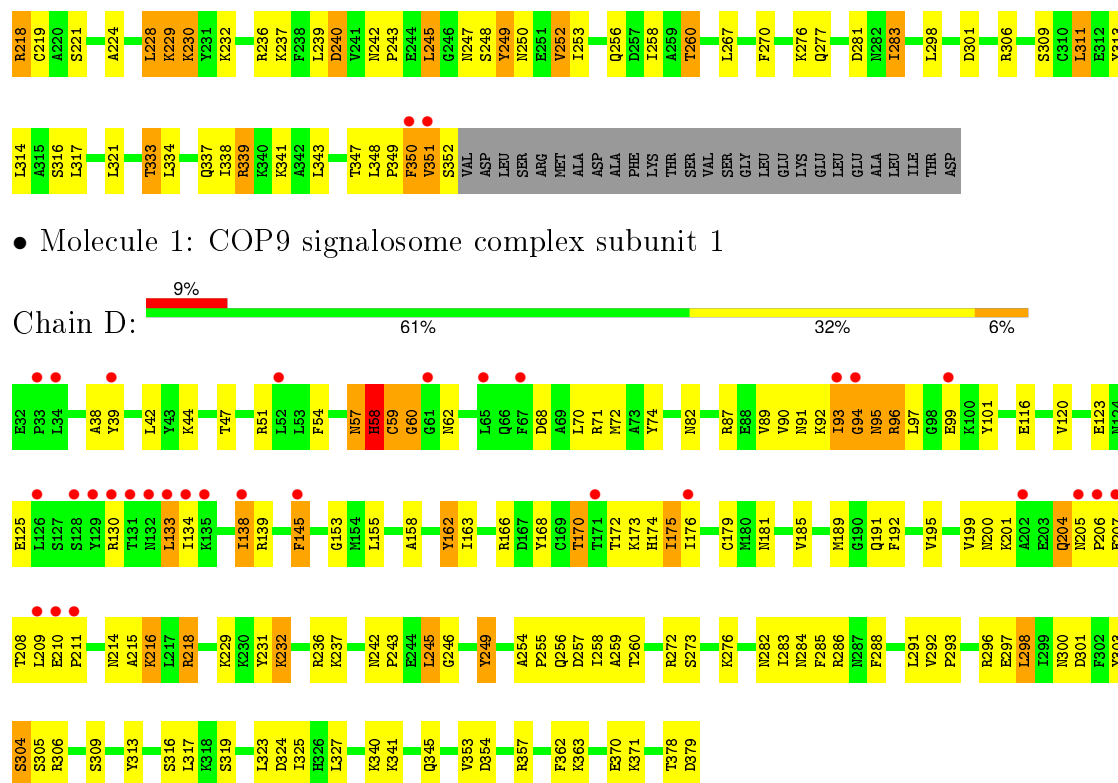 R218 C219 A220 S221 A224 L228 K229 K230 Y231 K232 R236 K237 F238 L239 D240 V241 N242 P243 E244 L245 G246 N247 S248 Y249 N250 E251 V252 I253 Q256 D257 I258 A259 T260 L267 F270 K276 Q277 D281 N282 I283 L298 D301 R306 S309 C310 L311 E312
L314 A315 S316 L317 L321 T333 L334 Q337 I338 R339 K340 K341 A342 L343 T347 L348 P349 F350 V351 S352 VAL ASP LEU SER ARG MET ALA ASP ALA PHE LYS THR SER VAL SER GLY LEU GLU LYS GLU LEU GLU ALA LEU ILE THR ASP
• Molecule 1: COP9 signalosome complex subunit 1
9%
Chain D:
61% 32% 6%
E32 P33 L34 A38 Y39 L42 Y43 K44 T47 R51 L52 L53 F54 N57 H58 C59 G60 G61 N62 L65 Q66 F67 D68 A69 L70 R71 M72 A73 Y74 N82 R87 E88 V89 V90 N91 K92 I93 G94 N95 R96 L97 G98 E99 K100 Y101 E116 V120 E123
E125 L126 S127 S128 Y129 R130 T131 N132 L133 I134 K135 I138 R139 F145 G153 M154 L155 A158 Y162 I163 R166 D167 Y168 C169 T170 T171 T172 K173 H174 I175 I176 C179 M180 N181 V185 M189 G190 Q191 F192 V195 V199 N200 K201 A202 E203 Q204 N205 P206
T208 L209 E210 P211 N214 A215 K216 L217 R218 K229 K230 Y231 K232 R236 K237 N242 P243 E244 L245 G246 Y249 A254 P255 Q256 D257 I258 A259 T260 R272 S273 K276 N282 I283 N284 F285 R286 N287 F288 L291 V292 P293 R296 E297 L298 I299 N300 D301 F302
S304 S305 R306 S309 Y313 S316 L317 K318 S319 L323 D324 I325 H326 L327 K340 K341 Q345 V353 D354 R357 F362 K363 E370 K371 T378 D379